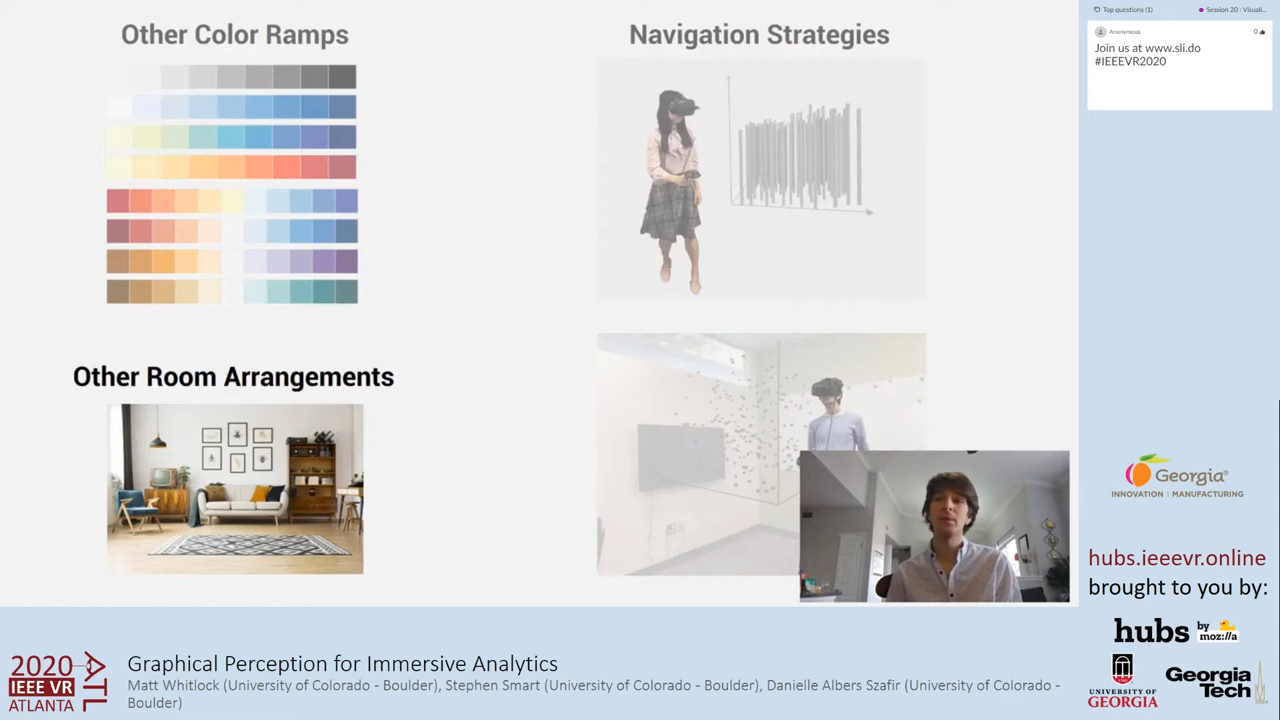 Other Color Ramps
Navigation Strategies
Other Room Arrangements
Top questions (1)
Session 20 : Visuali...
Anonymous
0
Join us at www.sli.do
#IEEEVR2020
Georgia®
INNOVATION | MANUFACTURING
hubs.ieeevr.online
brought to you by:
hubs by moz://a
UNIVERSITY OF
GEORGIA
Georgia
Tech
2020
IEEE VR
ATLANTA
ATL
Graphical Perception for Immersive Analytics
Matt Whitlock (University of Colorado - Boulder), Stephen Smart (University of Colorado - Boulder), Danielle Albers Szafir (University of Colorado -
Boulder)